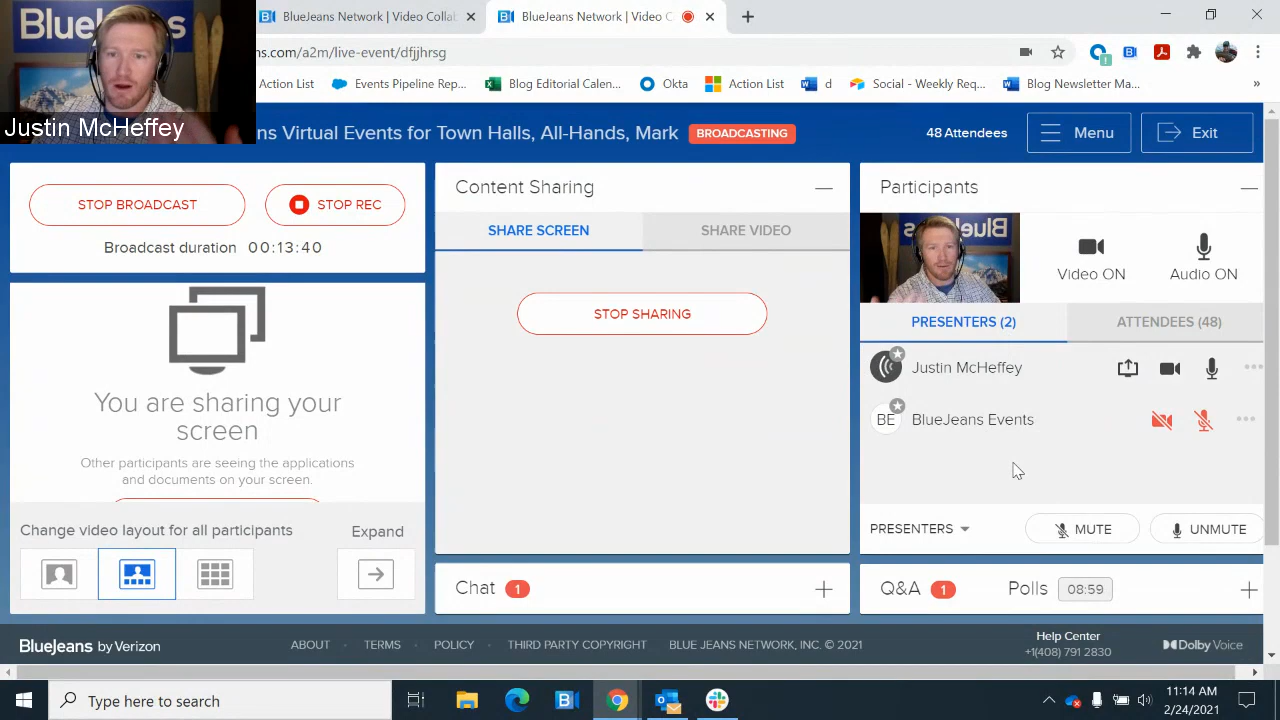 BlueJeans
Justin McHeffey
BlueJeans Network | Video Collab
BlueJeans Network | Video C
ns.com/a2m/live-event/dfjjhrsg
1
Action List
Events Pipeline...
Blog Editorial Calen...
Okta
Action List
d
Social - Weekly Req...
Blog Newsletter Ma...
ns Virtual Events for Town Halls, All-Hands, Mark
BROADCASTING
48 Attendees
Menu
Exit
STOP BROADCAST
STOP REC
Broadcast duration 00:13:40
You are sharing your
screen
Other participants are seeing the applications
and documents on your screen.
Change video layout for all participants
Expand
Content Sharing
SHARE SCREEN
SHARE VIDEO
STOP SHARING
Chat 1
Participants
Video ON
Audio ON
PRESENTERS (2)
ATTENDEES (48)
Justin McHeffey
BE BlueJeans Events
PRESENTERS
MUTE
UNMUTE
Q&A 1
Polls 08:59
BlueJeans by Verizon
ABOUT - TERMS - POLICY - THIRD PARTY COPYRIGHT BLUE JEANS NETWORK, INC. © 2021
Help Center
+1(408) 791 2830
Dolby Voice
Type here to search
11:14 AM
2/24/2021